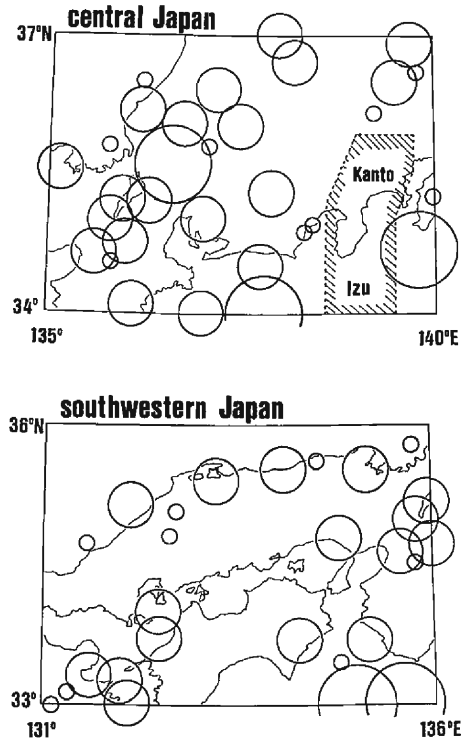 central Japan
37°N
Kanto
Izu
34°
135°
140°E
southwestern Japan
36°N
33°
131°
136°E